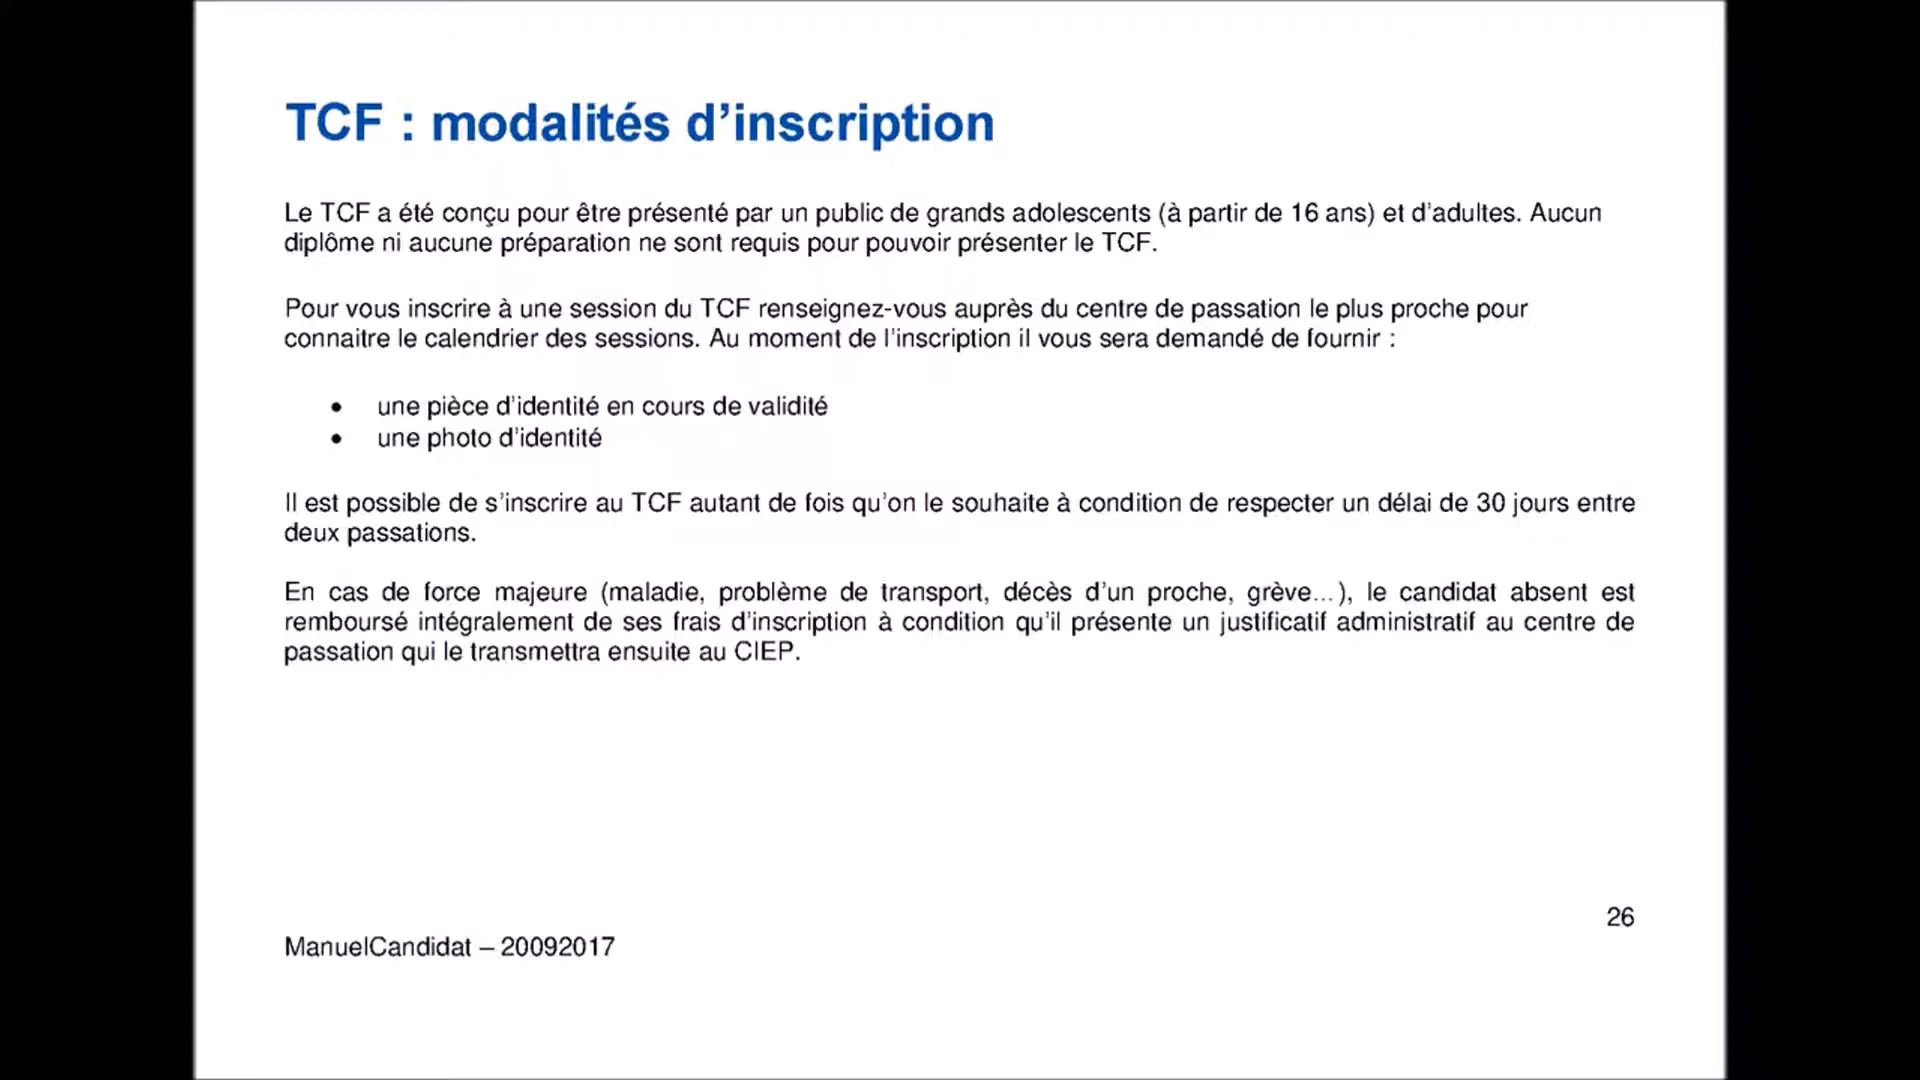 TCF : modalités d’inscription
Le TCF a été conçu pour être présenté par un public de grands adolescents (à partir de 16 ans) et d’adultes. Aucun
diplôme ni aucune préparation ne sont requis pour pouvoir présenter le TCF.
Pour vous inscrire à une session du TCF renseignez-vous auprès du centre de passation le plus proche pour
connaitre le calendrier des sessions. Au moment de l’inscription il vous sera demandé de fournir :
• une pièce d’identité en cours de validité
• une photo d’identité
Il est possible de s’inscrire au TCF autant de fois qu’on le souhaite à condition de respecter un délai de 30 jours entre
deux passations.
En cas de force majeure (maladie, problème de transport, décès d’un proche, grève…), le candidat absent est
remboursé intégralement de ses frais d’inscription à condition qu’il présente un justificatif administratif au centre de
passation qui le transmettra ensuite au CIEP.
26
ManuelCandidat – 20092017